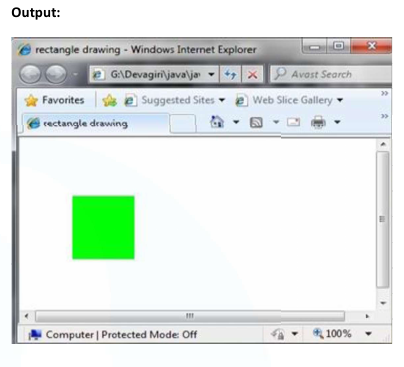 Output:
rectangle drawing - Windows Internet Explorer
G:\Devagiri\java\ja
Avast Search
Favorites Suggested Sites Web Slice Gallery
rectangle drawing
Computer | Protected Mode: Off 100%